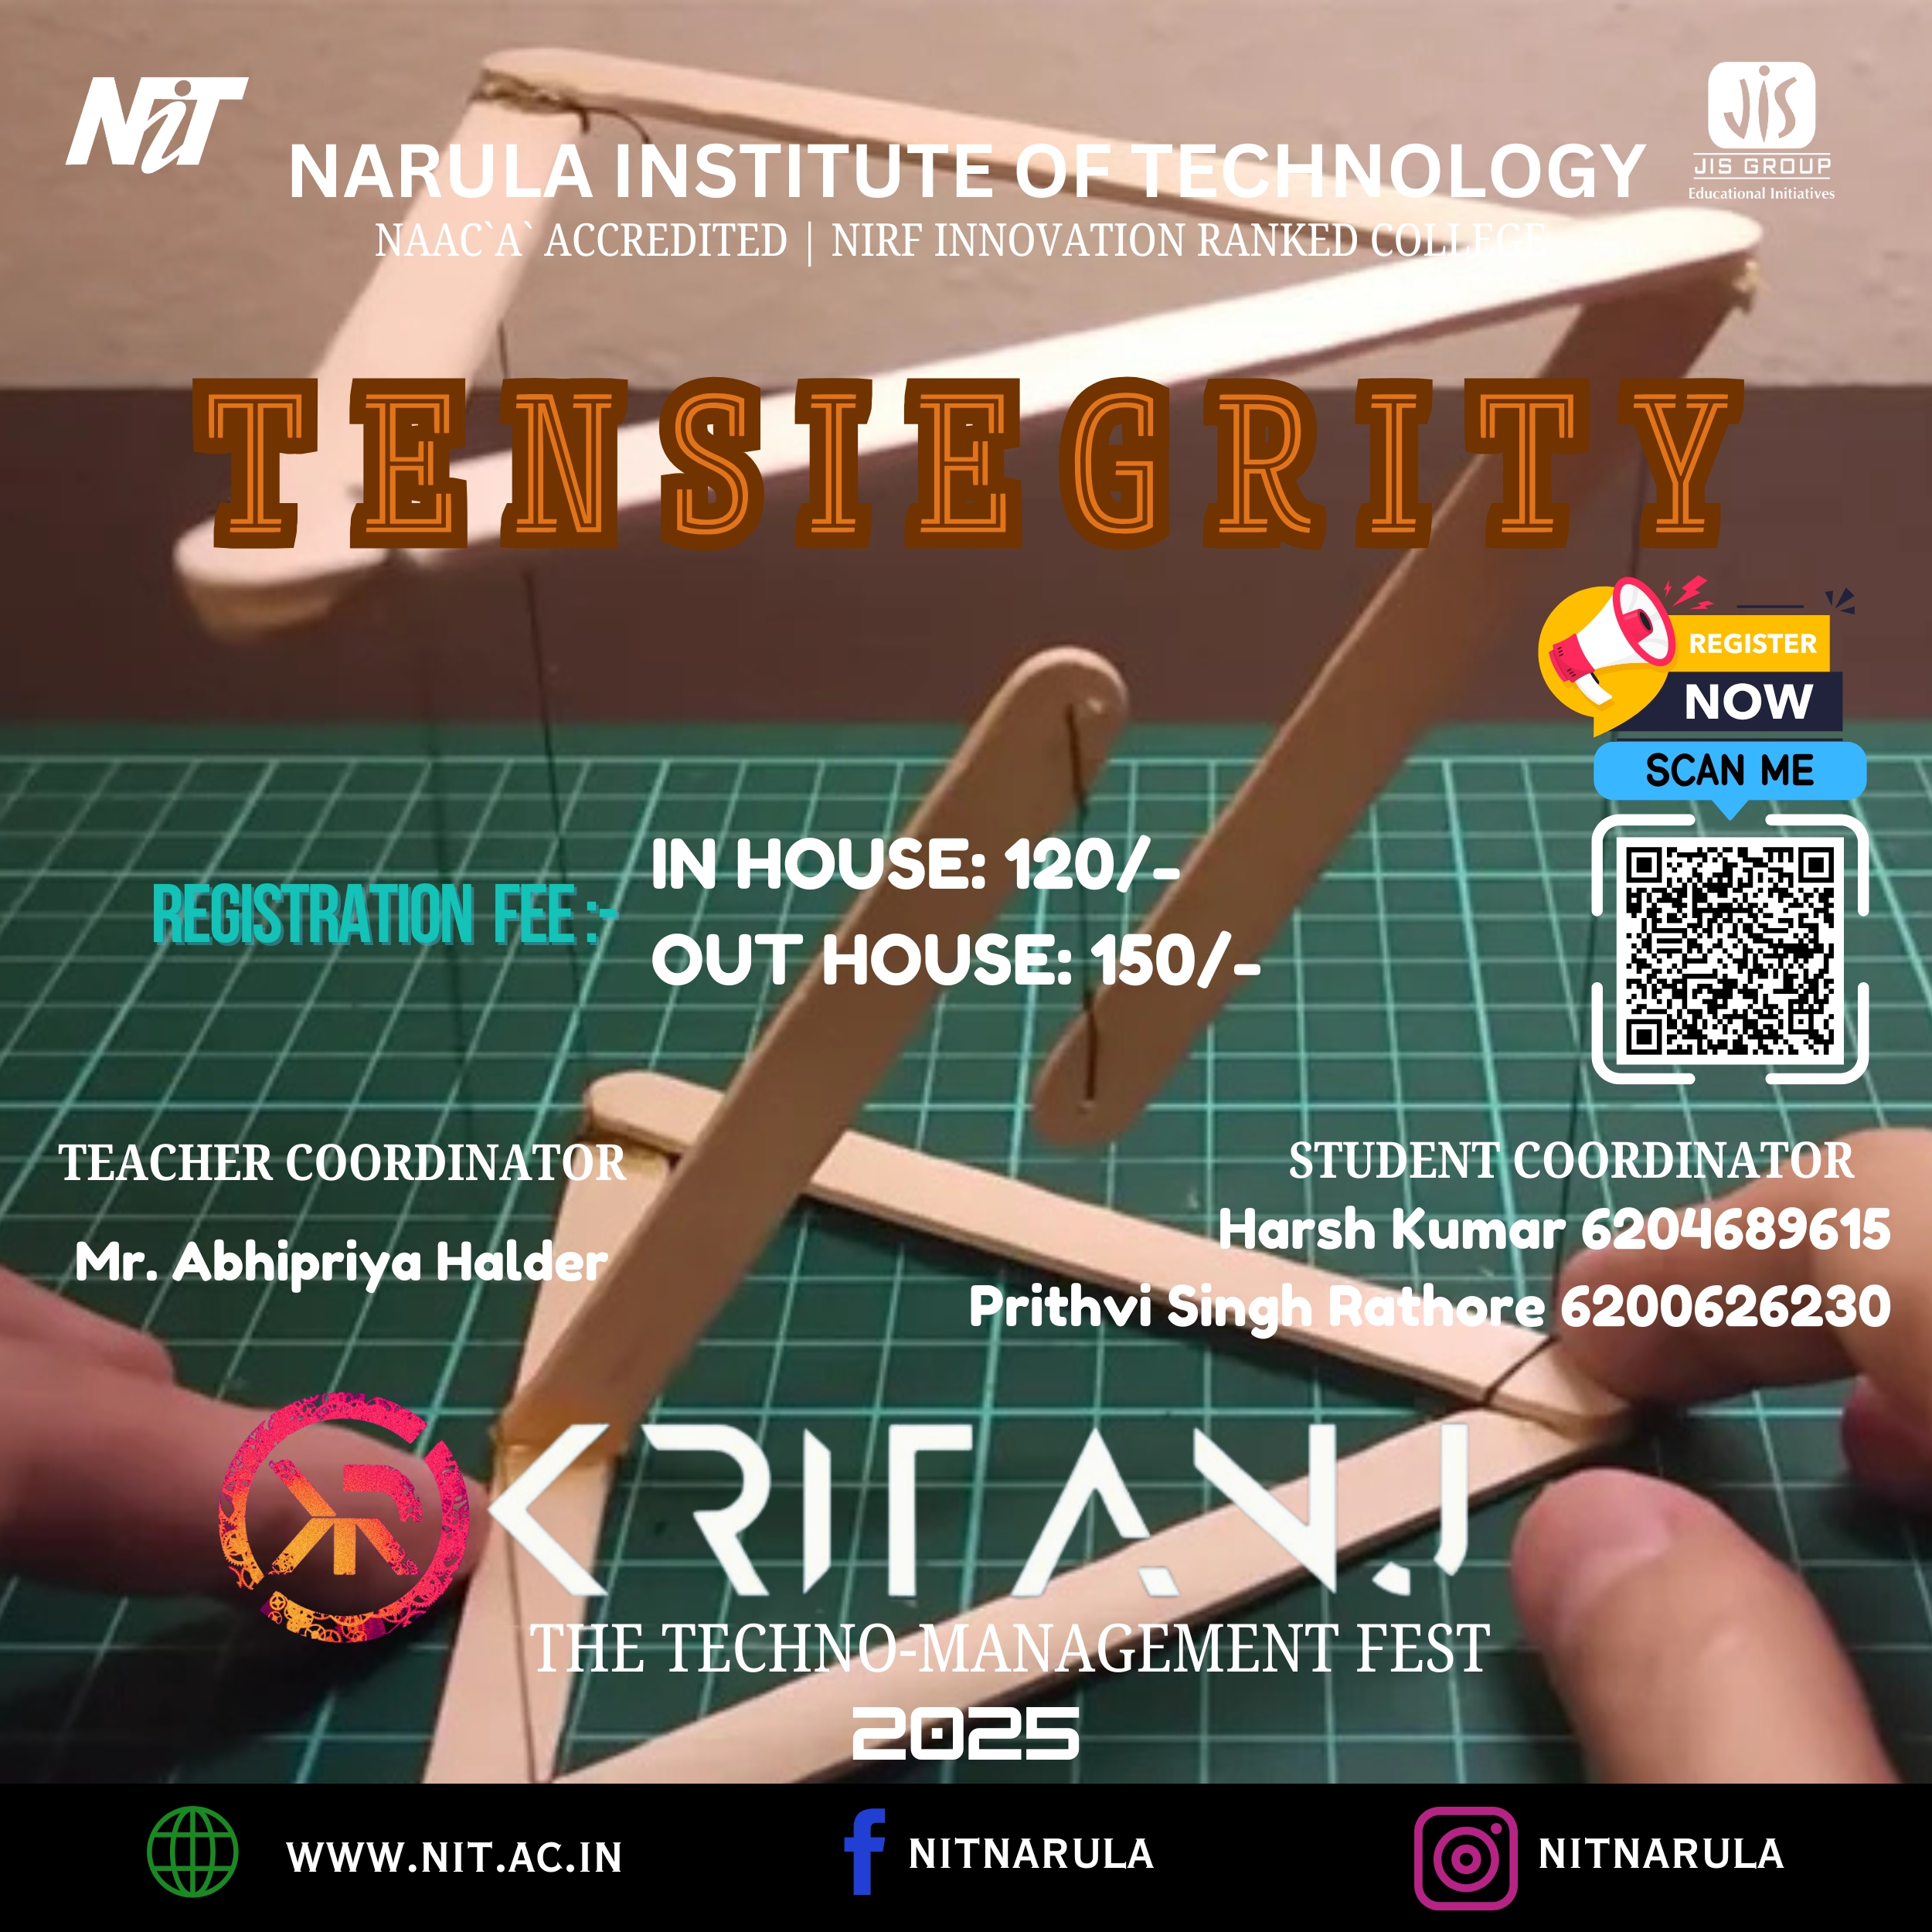 NiT
JIS
JIS GROUP
Educational Initiatives
NARULA INSTITUTE OF TECHNOLOGY
NAAC`A` ACCREDITED | NIRF INNOVATION RANKED COLLEGE
TENSIEGRITY
REGISTER
NOW
SCAN ME
REGISTRATION FEE :-
IN HOUSE: 120/-
OUT HOUSE: 150/-
TEACHER COORDINATOR
Mr. Abhipriya Halder
STUDENT COORDINATOR
Harsh Kumar 6204689615
Prithvi Singh Rathore 6200626230
KRITANJ
THE TECHNO-MANAGEMENT FEST
2025
WWW.NIT.AC.IN
NITNARULA
NITNARULA